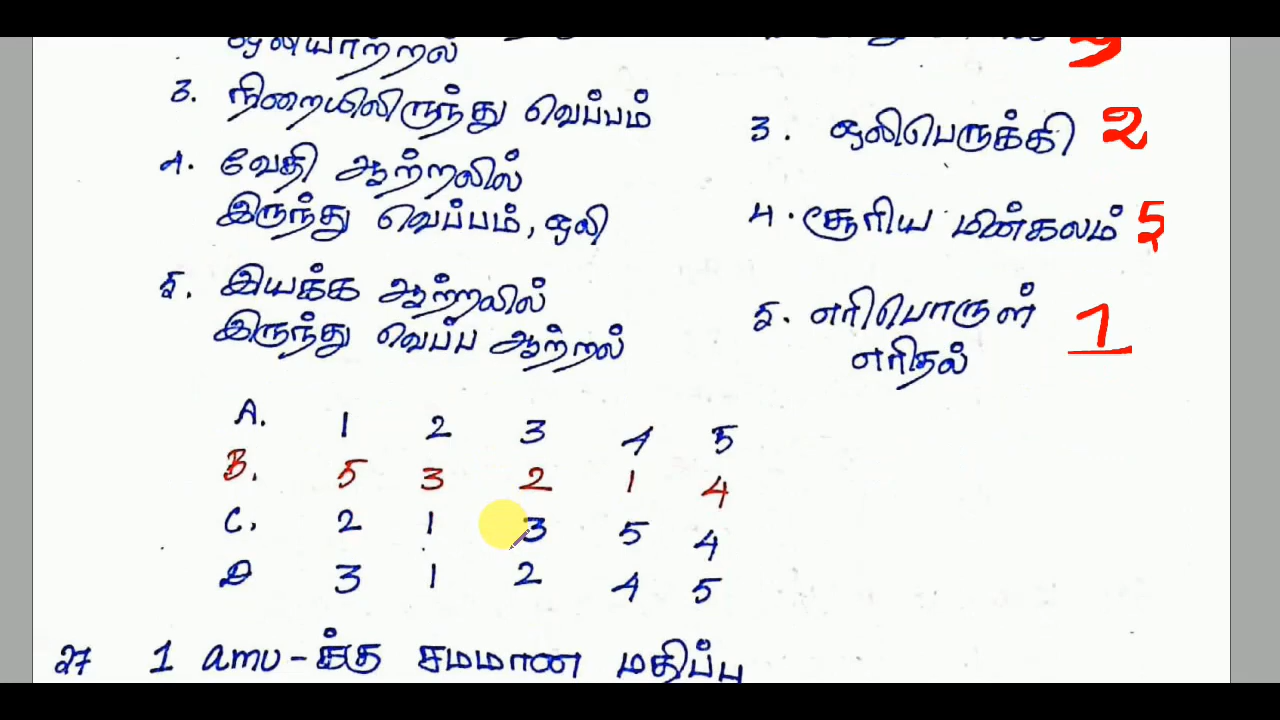 ஒளியாற்றல்
3. நிறையிலிருந்து வெப்பம்
3. ஒலிபெருக்கி 2
4. வேதி ஆற்றலில்
இருந்து வெப்பம், ஒலி
4. சூரிய மின்கலம் 5
5. இயக்க ஆற்றலில்
இருந்து வெப்ப ஆற்றல்
5. எரிபொருள் 1
எரிதல்
A. 1 2 3 4 5
B. 5 3 2 1 4
C. 2 1 3 5 4
D 3 1 2 4 5
27 1 amu-க்கு சமமான மதிப்பு